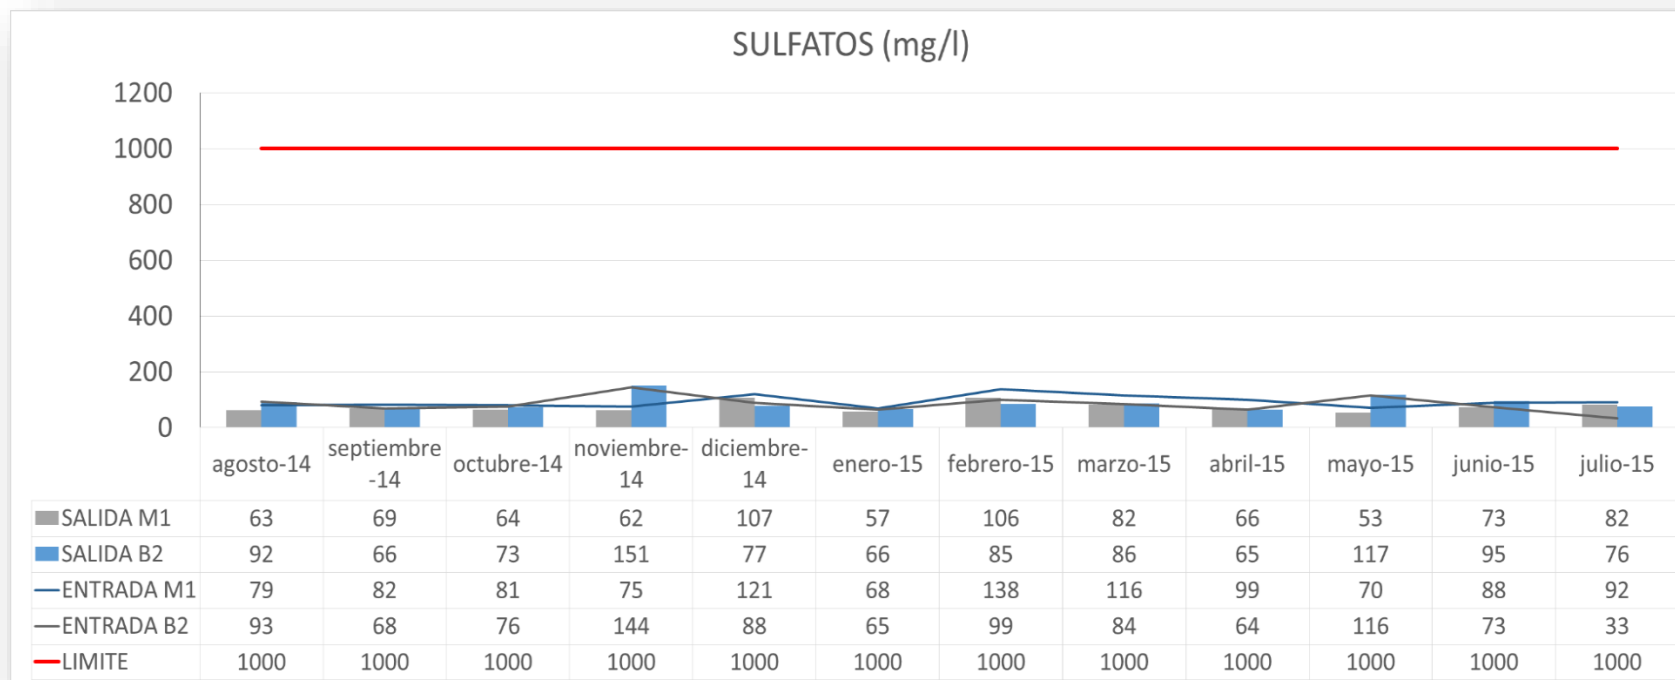 SULFATOS (mg/l)
1200
1000
800
600
400
200
0
agosto-14 septiembre-14 octubre-14 noviembre-14 diciembre-14 enero-15 febrero-15 marzo-15 abril-15 mayo-15 junio-15 julio-15
SALIDA M1 63 69 64 62 107 57 106 82 66 53 73 82
SALIDA B2 92 66 73 151 77 66 85 86 65 117 95 76
ENTRADA M1 79 82 81 75 121 68 138 116 99 70 88 92
ENTRADA B2 93 68 76 144 88 65 99 84 64 116 73 33
LIMITE 1000 1000 1000 1000 1000 1000 1000 1000 1000 1000 1000 1000